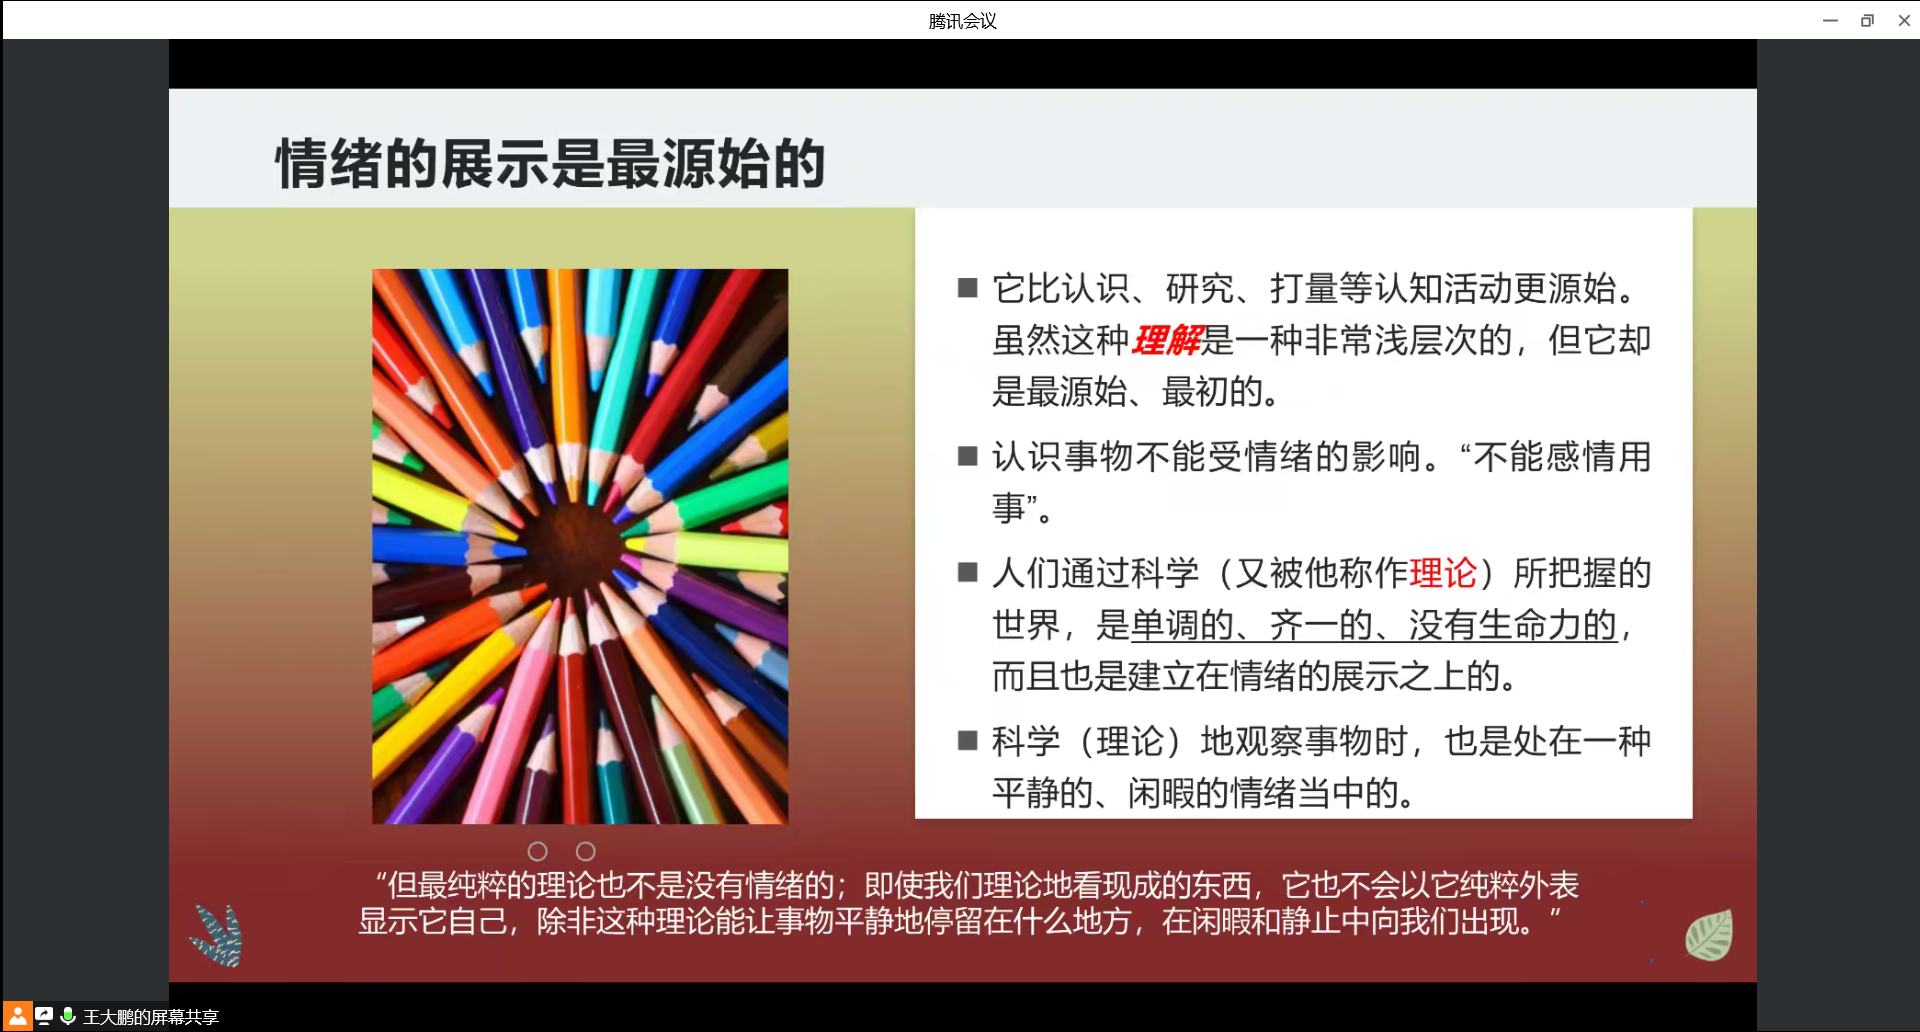 腾讯会议
情绪的展示是最源始的
■ 它比认识、研究、打量等认知活动更源始。
虽然这种理解是一种非常浅层次的，但它却
是最源始、最初的。
■ 认识事物不能受情绪的影响。“不能感情用
事”。
■ 人们通过科学（又被他称作理论）所把握的
世界，是单调的、齐一的、没有生命力的，
而且也是建立在情绪的展示之上的。
■ 科学（理论）地观察事物时，也是处在一种
平静的、闲暇的情绪当中的。
“但最纯粹的理论也不是没有情绪的；即使我们理论地看现成的东西，它也不会以它纯粹外表
显示它自己，除非这种理论能让事物平静地停留在什么地方，在闲暇和静止中向我们出现。”
王大鹏的屏幕共享